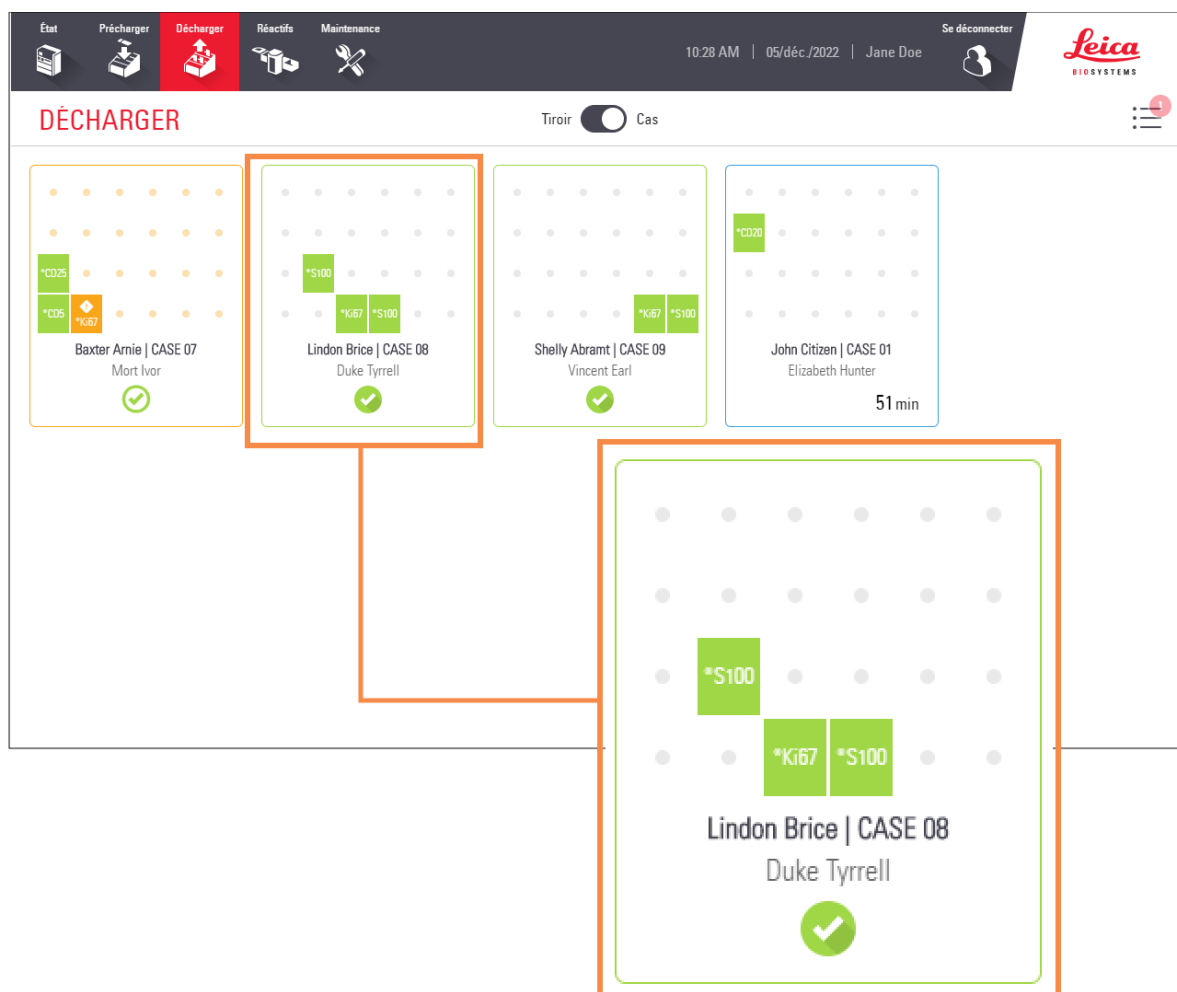 État Précharger Décharger Réactifs Maintenance
10:28 AM | 05/déc./2022 | Jane Doe
Se déconnecter
Leica
BIOSYSTEMS
DÉCHARGER
Tiroir Cas
1
*CD25
*CD5 *Ki67
Baxter Arnie | CASE 07
Mort Ivor
*S100
*Ki67 *S100
Lindon Brice | CASE 08
Duke Tyrrell
*Ki67 *S100
Shelly Abramt | CASE 09
Vincent Earl
*CD20
John Citizen | CASE 01
Elizabeth Hunter
51 min
*S100
*Ki67 *S100
Lindon Brice | CASE 08
Duke Tyrrell